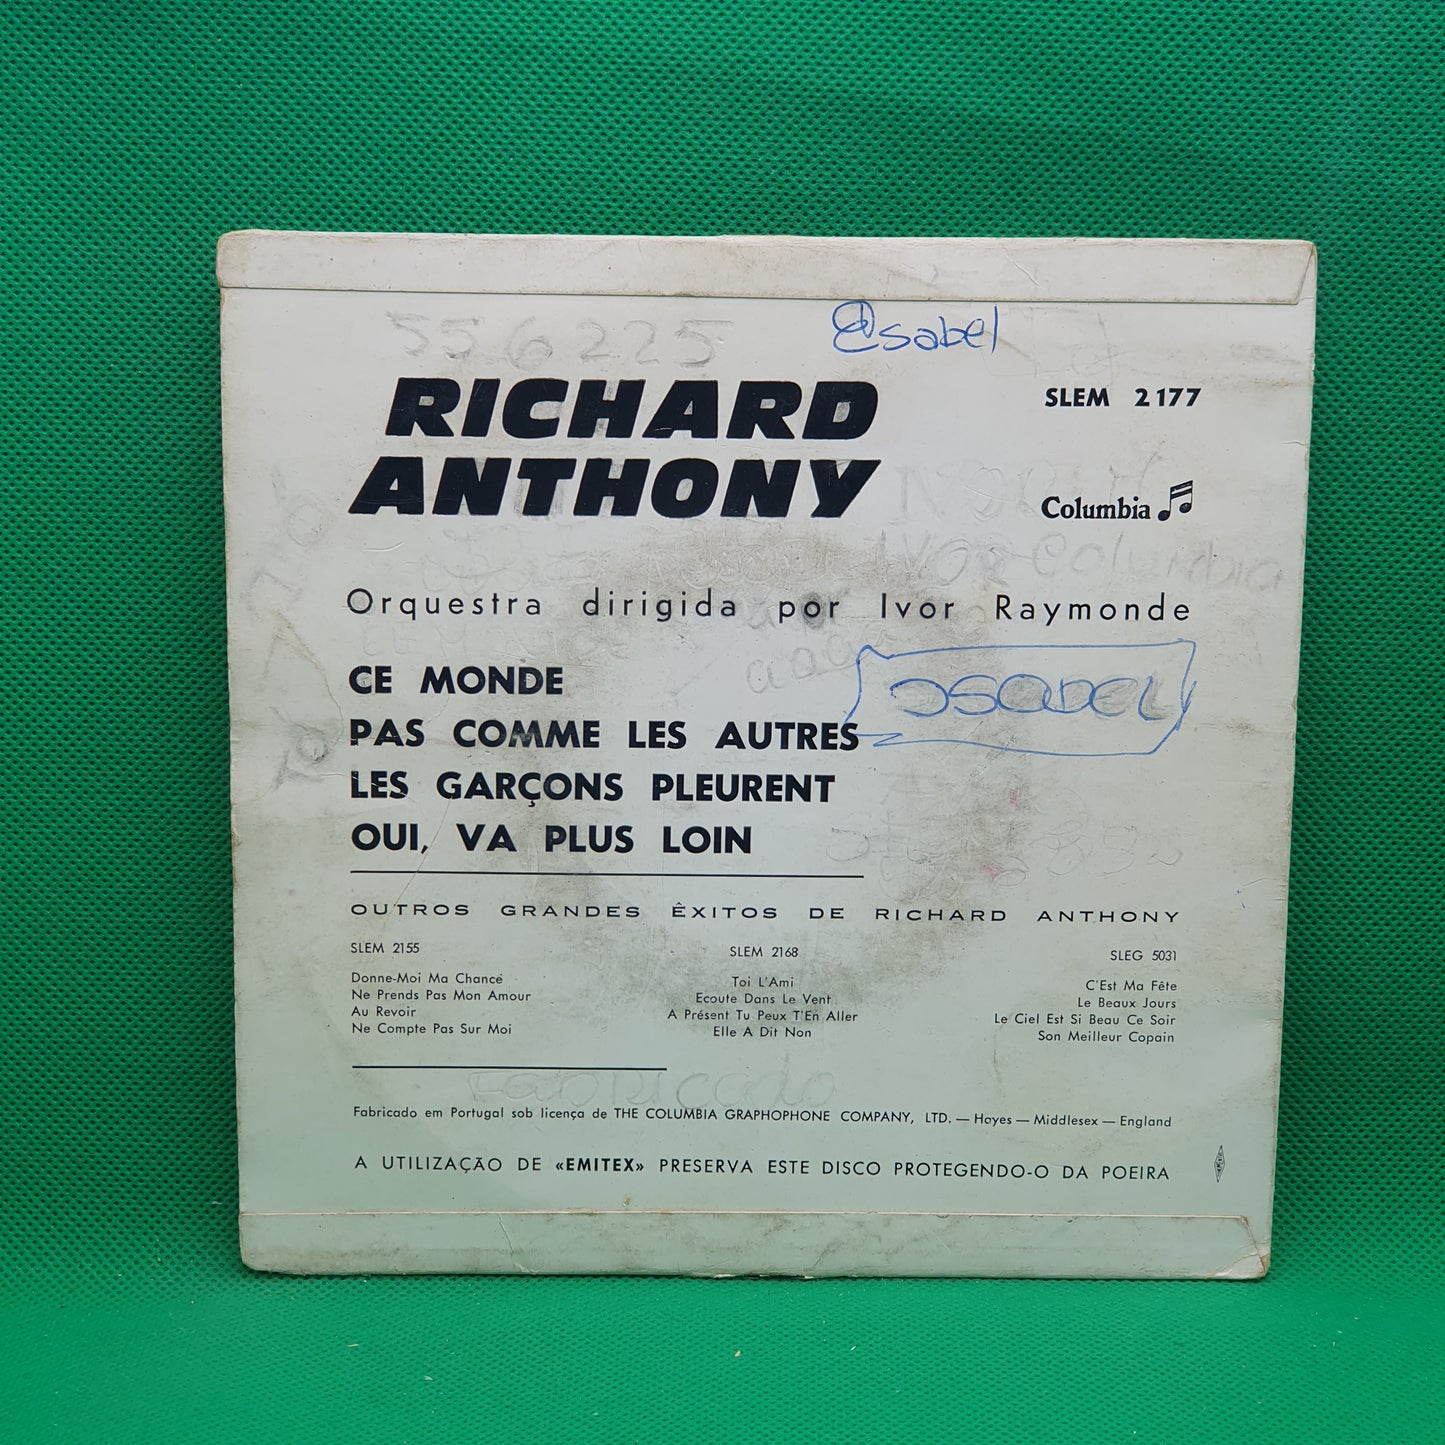 556225
Isabel
RICHARD
ANTHONY
SLEM 2177
Columbia
Ivor Columbia
Orquestra dirigida por Ivor Raymonde
CE MONDE
PAS COMME LES AUTRES
LES GARÇONS PLEURENT
OUI, VA PLUS LOIN
ISABEL
OUTROS GRANDES ÊXITOS DE RICHARD ANTHONY
SLEM 2155
Donne-Moi Ma Chance
Ne Prends Pas Mon Amour
Au Revoir
Ne Compte Pas Sur Moi
SLEM 2168
Toi L'Ami
Ecoute Dans Le Vent
A Présent Tu Peux T'En Aller
Elle A Dit Non
SLEG 5031
C'Est Ma Fête
Le Beaux Jours
Le Ciel Est Si Beau Ce Soir
Son Meilleur Copain
Fabricado
Fabricado em Portugal sob licença de THE COLUMBIA GRAPHOPHONE COMPANY, LTD. — Hayes — Middlesex — England
A UTILIZAÇÃO DE «EMITEX» PRESERVA ESTE DISCO PROTEGENDO-O DA POEIRA